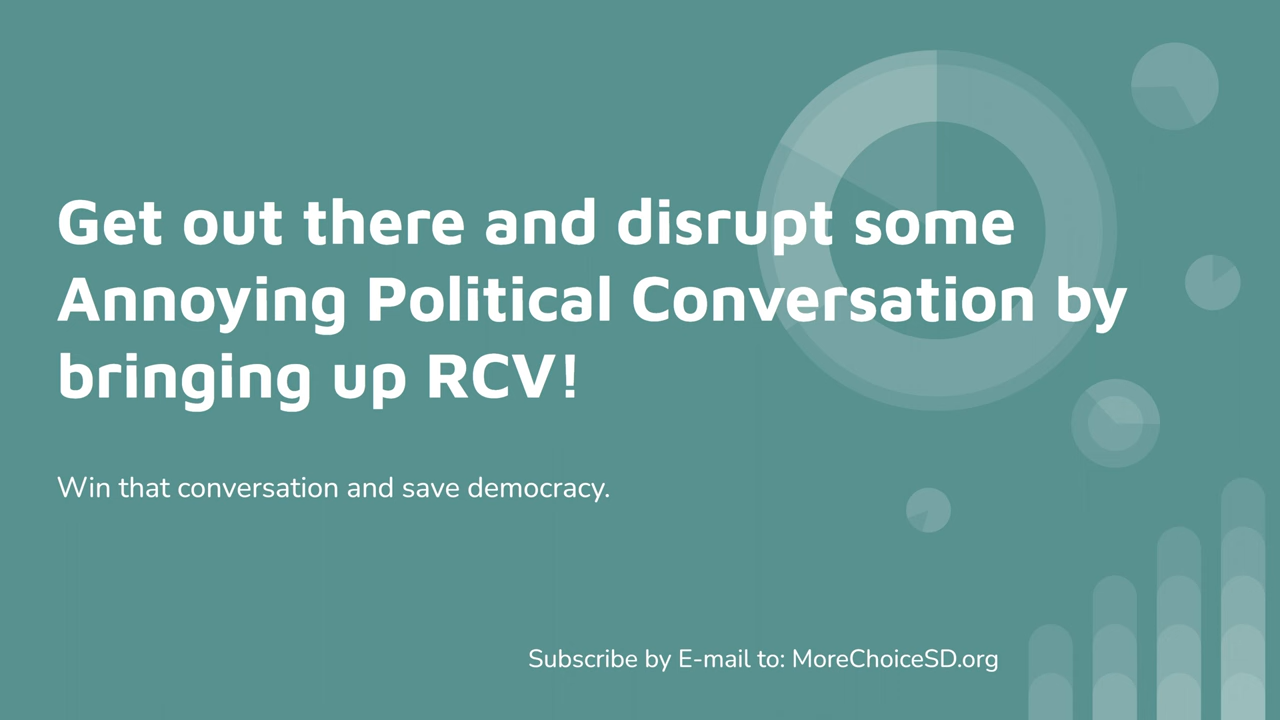 Get out there and disrupt some
Annoying Political Conversation by
bringing up RCV!
Win that conversation and save democracy.
Subscribe by E-mail to: MoreChoiceSD.org